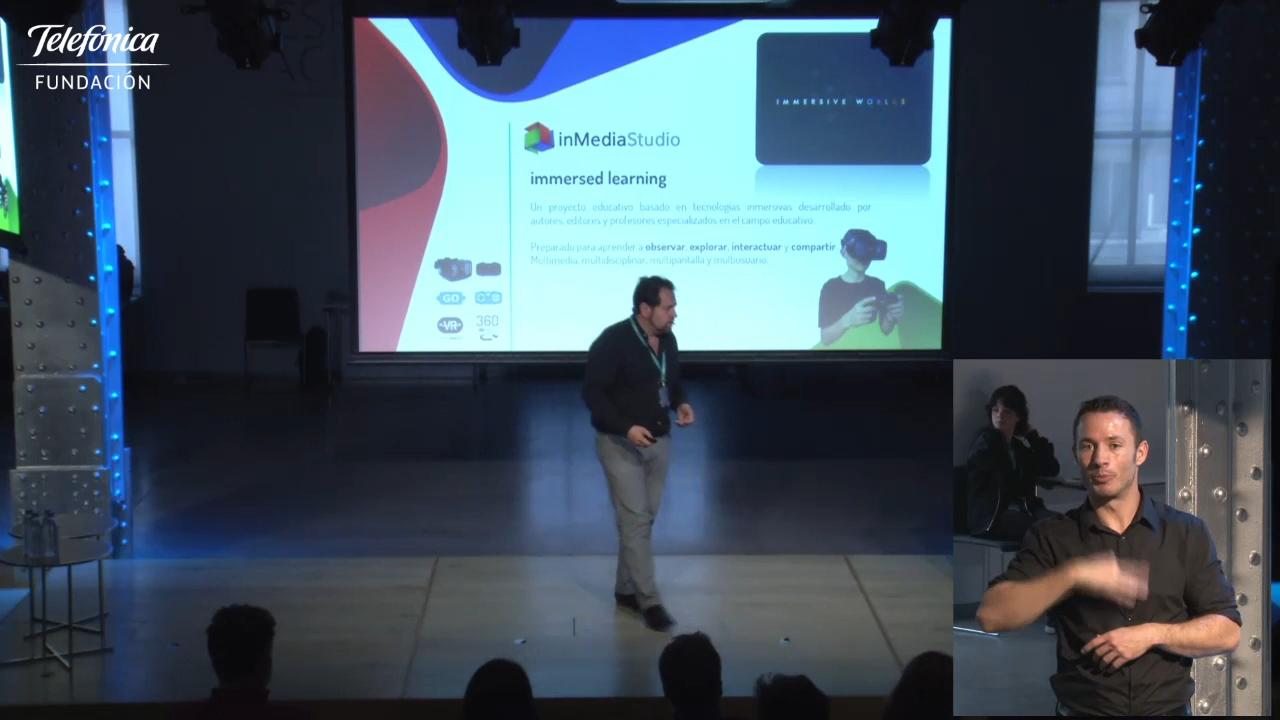 Telefónica
FUNDACIÓN
IMMERSIVE WORLDS
inMediaStudio
immersed learning
Un proyecto educativo basado en tecnologías inmersivas desarrollado por
autores, editores y profesores especializados en el campo educativo.
Preparado para aprender a observar, explorar, interactuar y compartir
Multimedia, multidisciplinar, multipantalla y multiusuario.
GO
VR
360